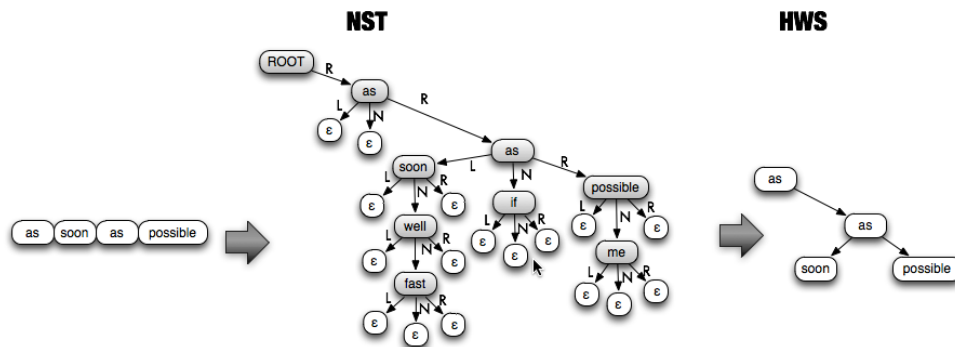 NST HWS
ROOT
R
as
L N R
ε ε
as
L N R
soon if possible
L N R L N R L N R
ε ε ε ε ε ε
well ε me
L N R L N R
ε ε ε ε ε
fast
L N R
ε ε ε
as soon as possible
as
as
soon possible